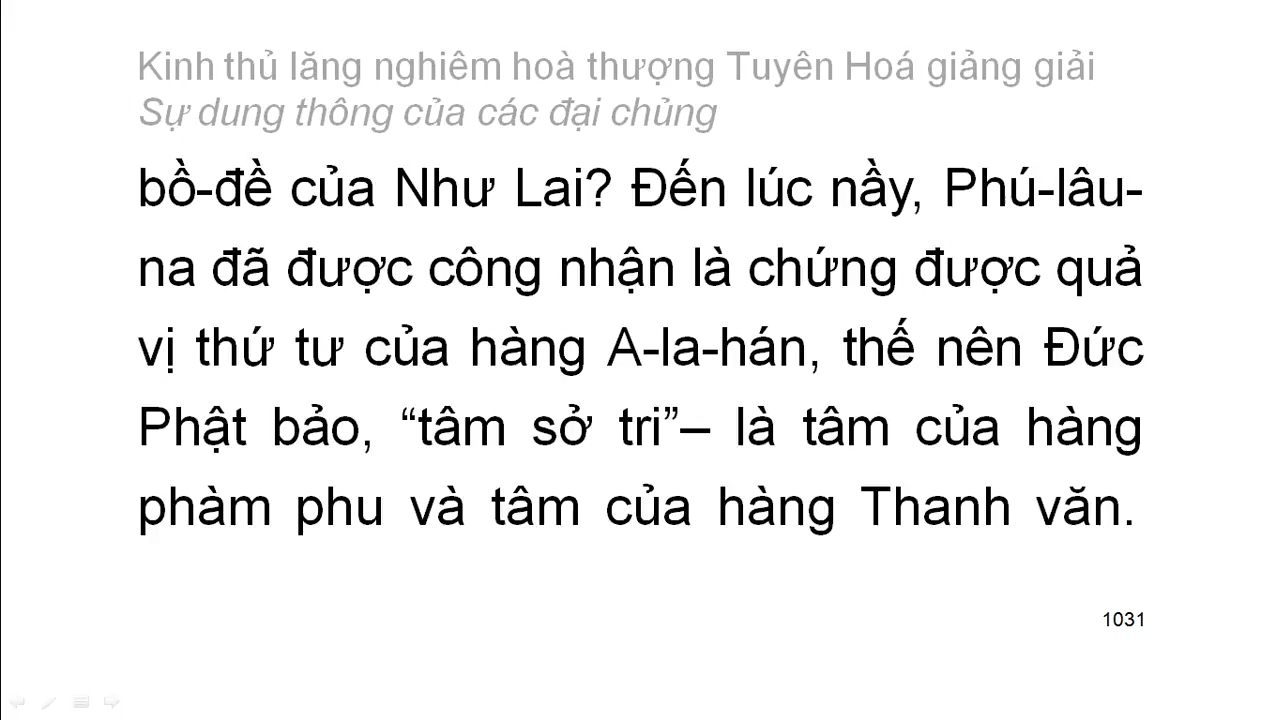 Kinh thủ lăng nghiêm hoà thượng Tuyên Hoá giảng giải
Sự dung thông của các đại chủng
bồ-đề của Như Lai? Đến lúc nầy, Phú-lâu-
na đã được công nhận là chứng được quả
vị thứ tư của hàng A-la-hán, thế nên Đức
Phật bảo, “tâm sở tri”– là tâm của hàng
phàm phu và tâm của hàng Thanh văn.
1031